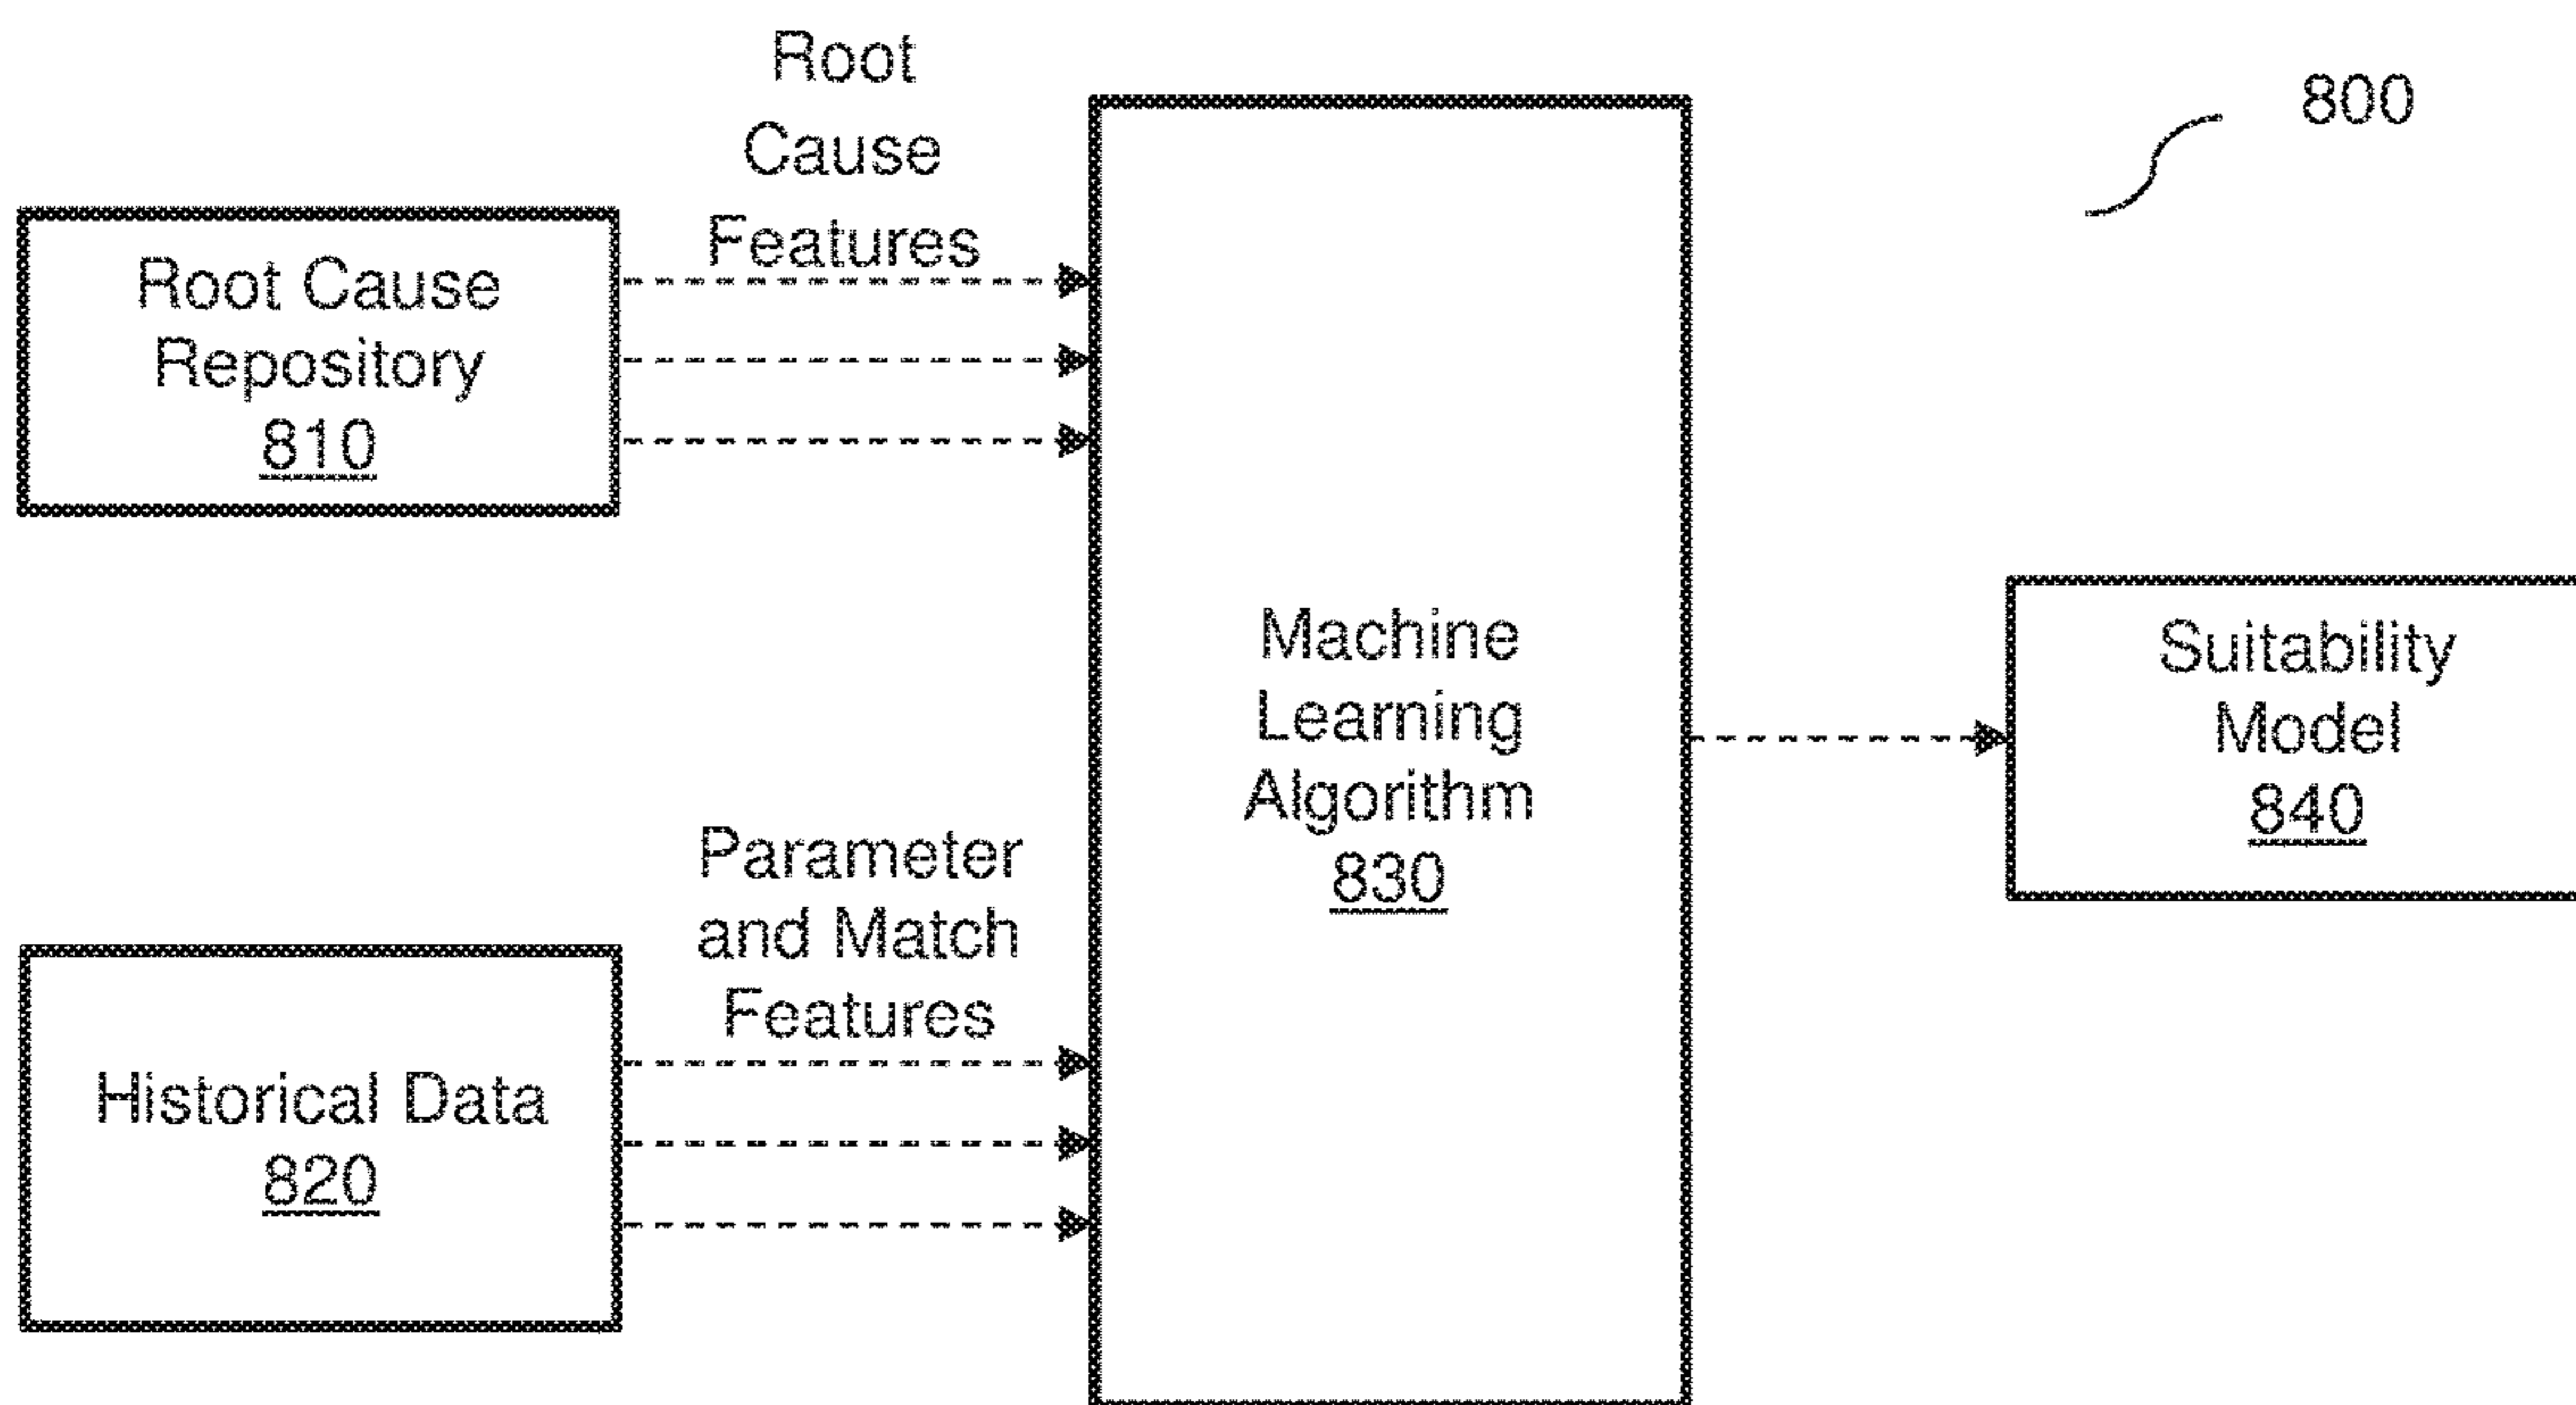 Root
Cause
Features
800
Root Cause
Repository
810
Machine
Learning
Algorithm
830
Suitability
Model
840
Parameter
and Match
Features
Historical Data
820